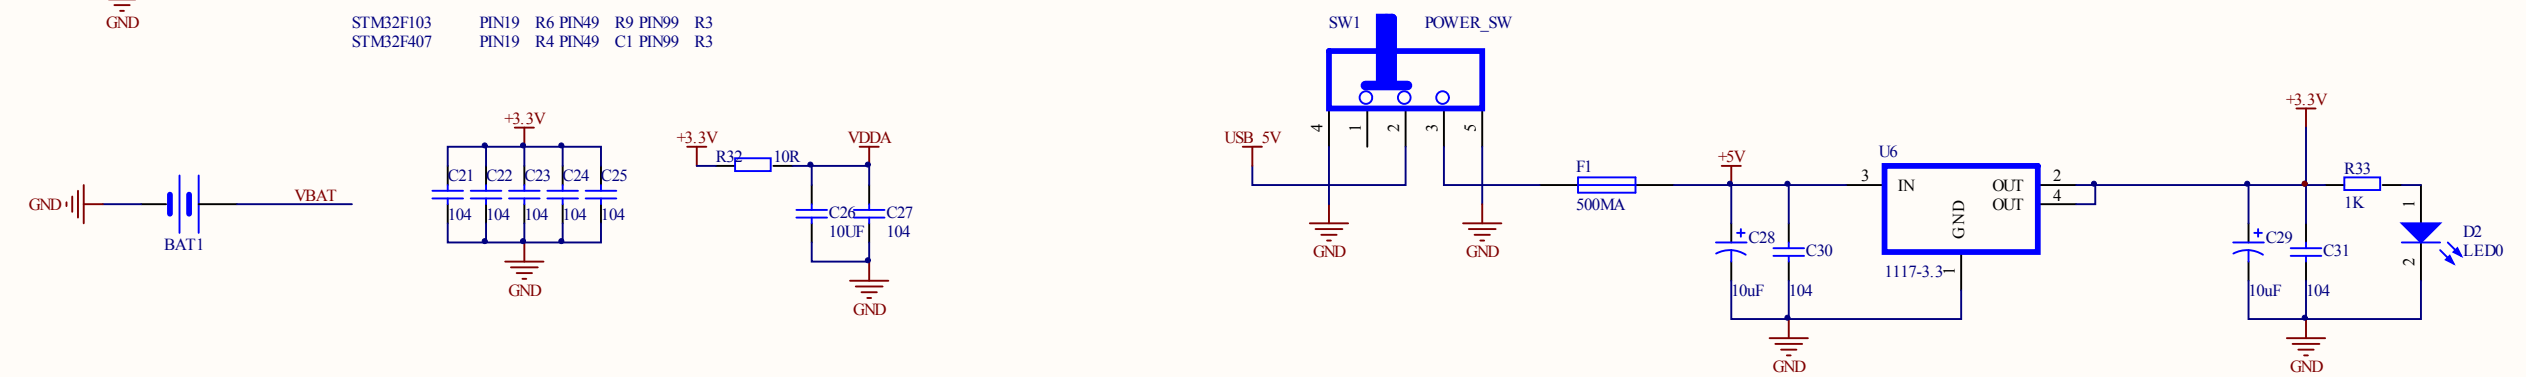 GND
STM32F103 PIN19 R6 PIN49 R9 PIN99 R3
STM32F407 PIN19 R4 PIN49 C1 PIN99 R3
GND
VBAT
BAT1
+3.3V
C21 C22 C23 C24 C25
104 104 104 104 104
GND
+3.3V
R32 10R
VDDA
C26 C27
10UF 104
GND
SW1 POWER_SW
4 1 2 3 5
USB_5V
GND
GND
F1
500MA
+5V
C28
10uF
C30
104
GND
U6
3 IN OUT 2
OUT 4
GND
1117-3.3 1
+3.3V
C29
10uF
C31
104
GND
R33
1K
1
D2
LED0
2